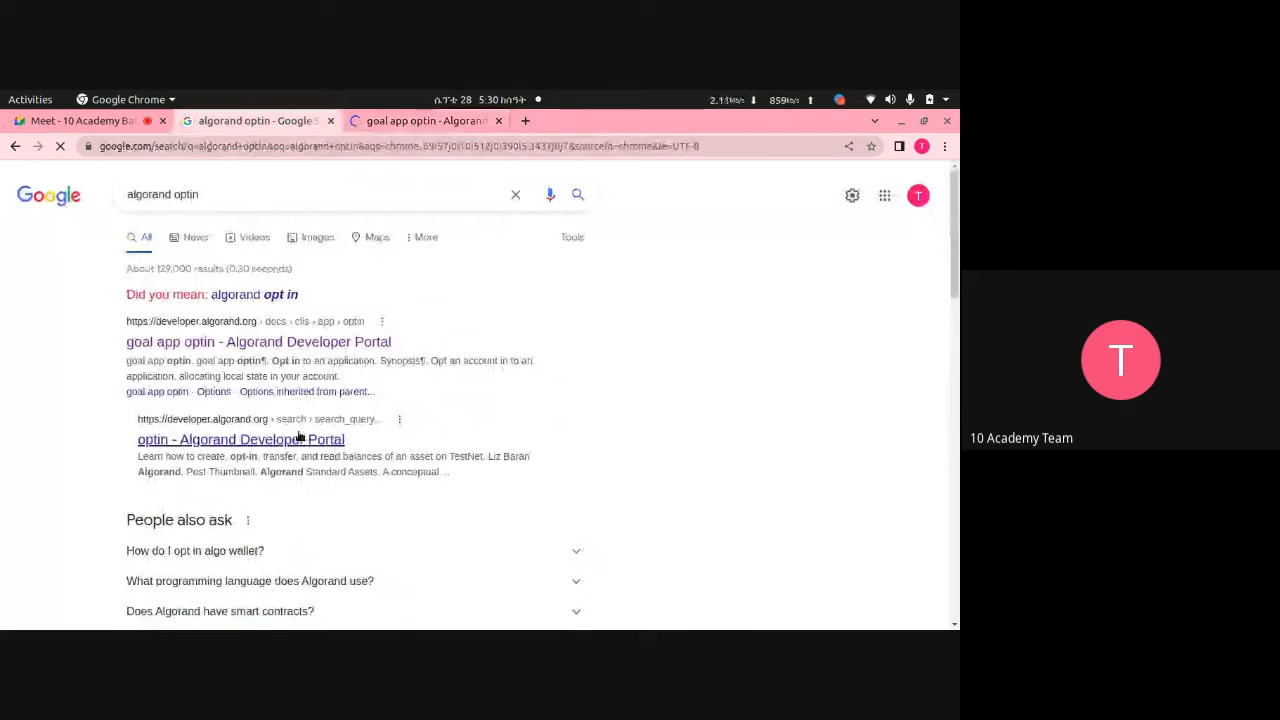 Activities
Google Chrome
ሴፕቴ 28 5:30 ከሰዓት
859kb/s
Meet - 10 Academy Bat
algorand optin - Google S
goal app optin - Algorand
Google
algorand optin
T
All
News
Videos
Images
Maps
More
Tools
About 129,000 results (0.30 seconds)
Did you mean: algorand opt in
https://developer.algorand.org › docs › clis › app › optin
goal app optin - Algorand Developer Portal
goal app optin. goal app optin¶. Opt in to an application. Synopsis¶. Opt an account in to an
application, allocating local state in your account.
goal app optin · Options · Options inherited from parent...
https://developer.algorand.org › search › search_query...
optin - Algorand Developer Portal
Learn how to create, opt-in, transfer, and read balances of an asset on TestNet. Liz Baran
Algorand. Post Thumbnail. Algorand Standard Assets. A conceptual ...
People also ask
How do I opt in algo wallet?
What programming language does Algorand use?
Does Algorand have smart contracts?
T
10 Academy Team